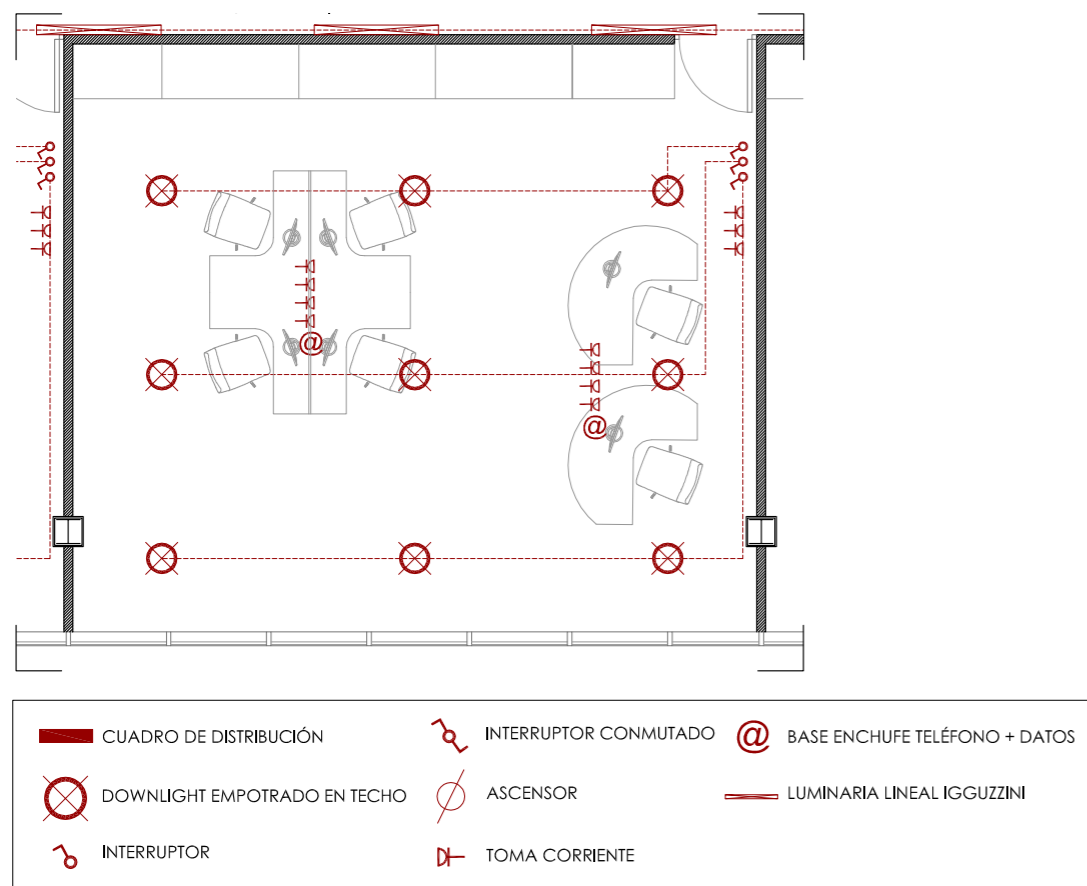 @
@
CUADRO DE DISTRIBUCIÓN
INTERRUPTOR CONMUTADO
@ BASE ENCHUFE TELÉFONO + DATOS
DOWNLIGHT EMPOTRADO EN TECHO
ASCENSOR
LUMINARIA LINEAL IGGUZZINI
INTERRUPTOR
TOMA CORRIENTE